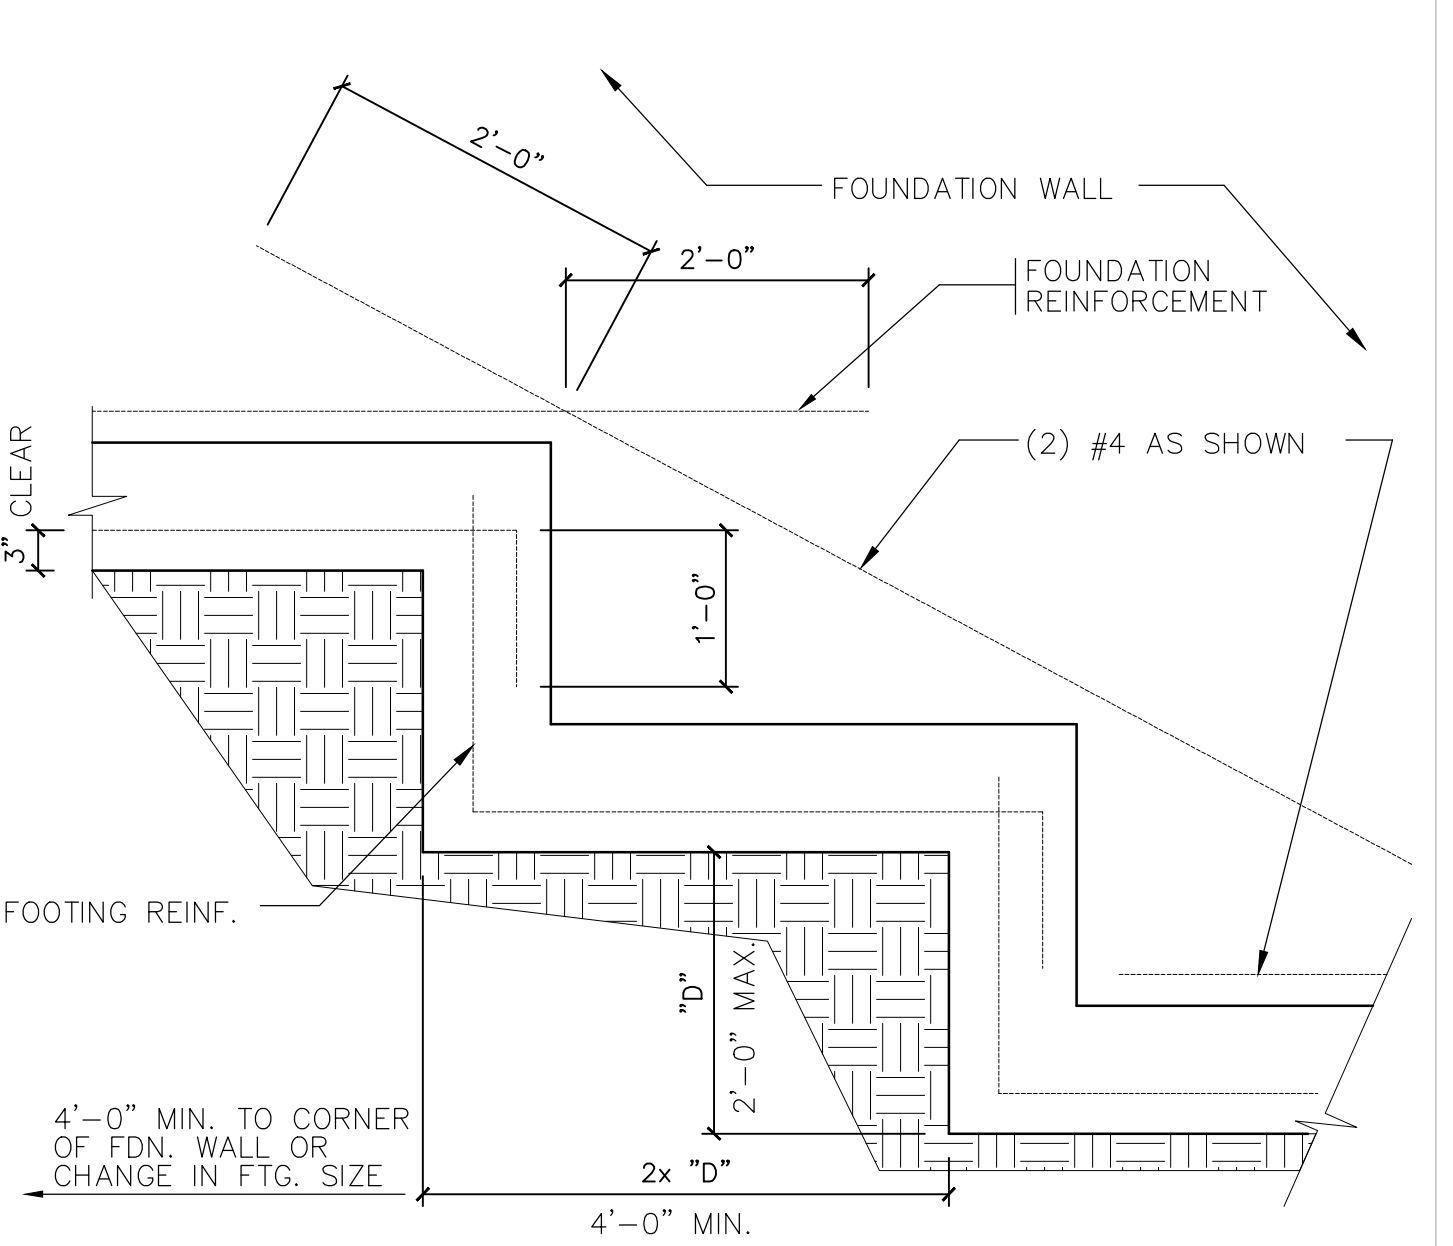 2'-0"
FOUNDATION WALL
2'-0"
FOUNDATION
REINFORCEMENT
(2) #4 AS SHOWN
3" CLEAR
1'-0"
FOOTING REINF.
"D"
2'-0" MAX.
4'-0" MIN. TO CORNER
OF FDN. WALL OR
CHANGE IN FTG. SIZE
2x "D"
4'-0" MIN.